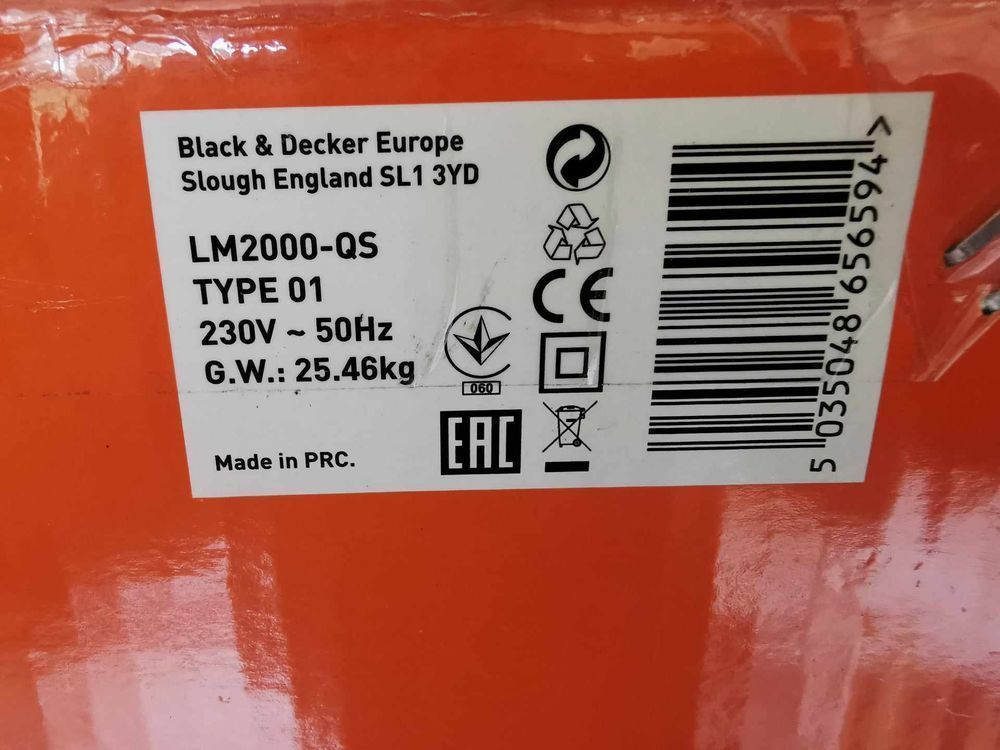 Black & Decker Europe
Slough England SL1 3YD
LM2000-QS
TYPE 01
230V ~ 50Hz
G.W.: 25.46kg
Made in PRC.
060
CE
EAC
5 035048 656594 >